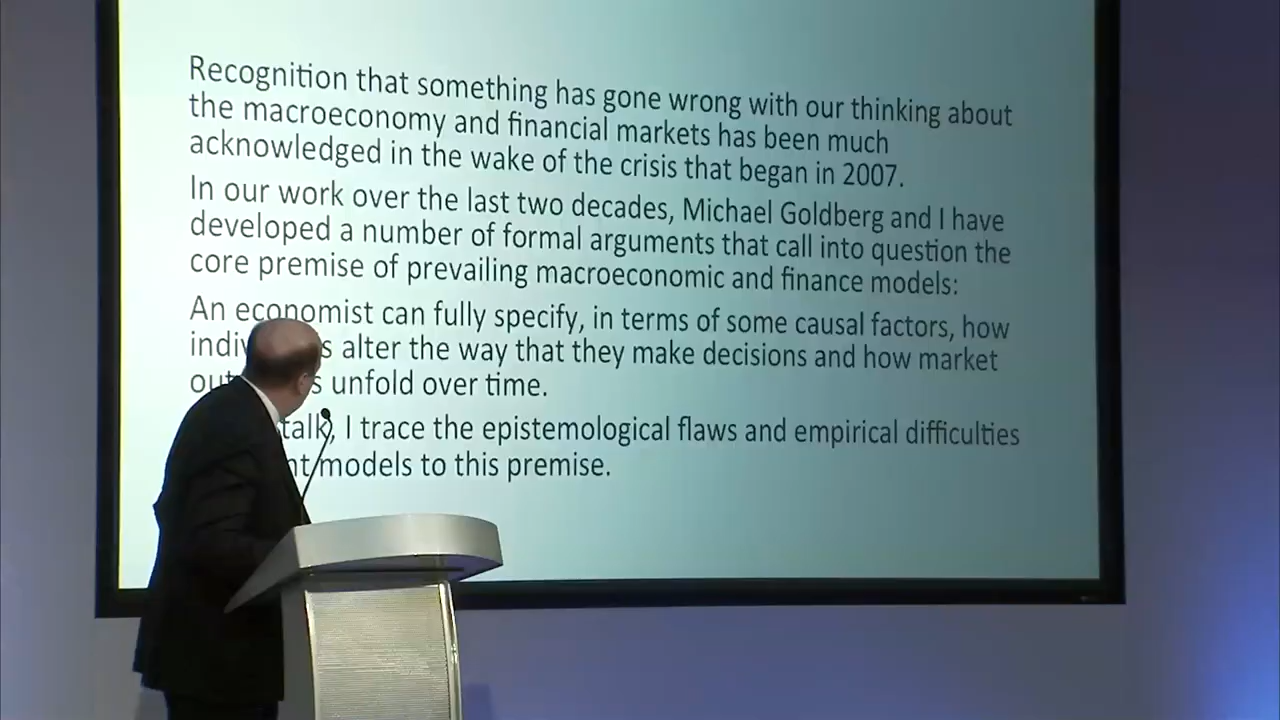 Recognition that something has gone wrong with our thinking about
the macroeconomy and financial markets has been much
acknowledged in the wake of the crisis that began in 2007.
In our work over the last two decades, Michael Goldberg and I have
developed a number of formal arguments that call into question the
core premise of prevailing macroeconomic and finance models:
An economist can fully specify, in terms of some causal factors, how
alter the way that they make decisions and how market
unfold over time.
talk, I trace the epistemological flaws and empirical difficulties
models to this premise.